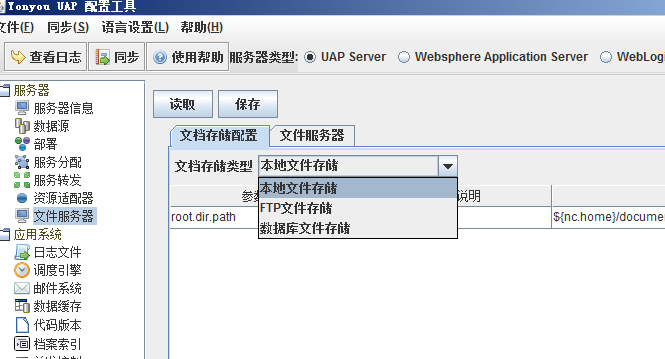 Yonyou UAP 配置工具
文件(F) 同步(S) 语言设置(L) 帮助(H)
查看日志 同步 使用帮助 服务器类型: UAP Server Websphere Application Server WebLogi
服务器
服务器信息
数据源
部署
服务分配
服务转发
资源适配器
文件服务器
应用系统
日志文件
调度引擎
邮件系统
数据缓存
代码版本
档案索引
读取 保存
文档存储配置 文件服务器
文档存储类型 本地文件存储
本地文件存储
FTP文件存储
数据库文件存储
参 说明
root.dir.path ${nc.home}/docume